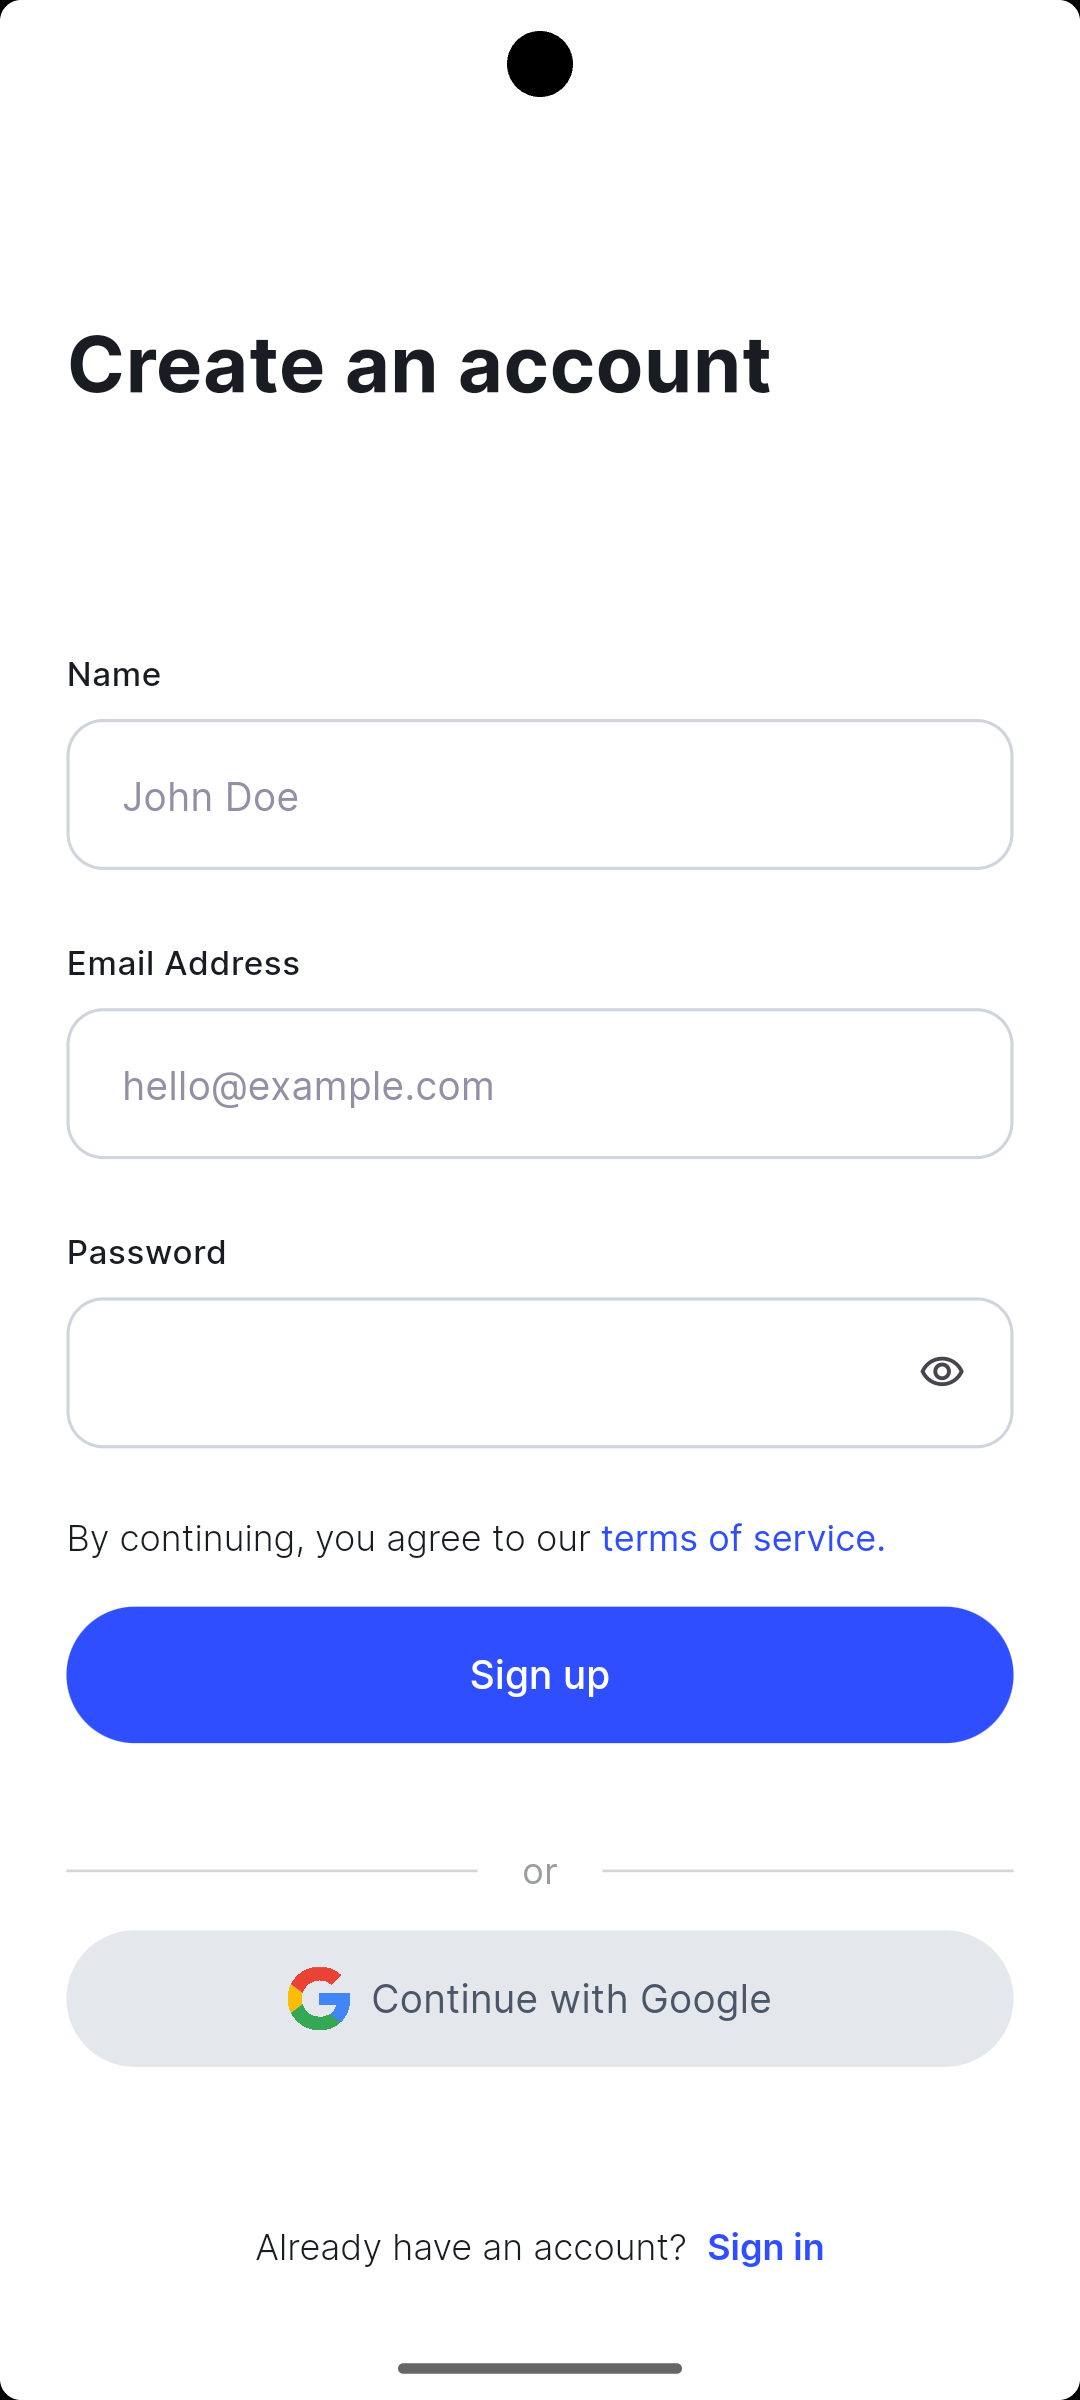 Create an account
Name
John Doe
Email Address
hello@example.com
Password
By continuing, you agree to our terms of service.
Sign up
or
Continue with Google
Already have an account? Sign in